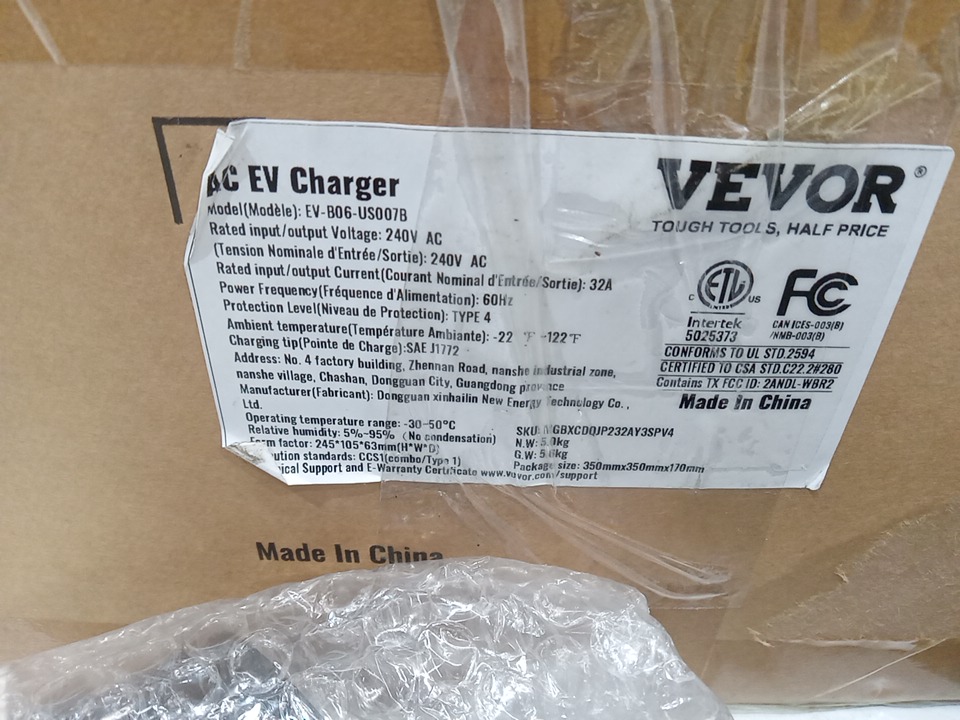 AC EV Charger
Model(Modèle): EV-B06-US007B
Rated input/output Voltage: 240V AC
(Tension Nominale d'Entrée/Sortie): 240V AC
Rated input/output Current(Courant Nominal d'Entrée/Sortie): 32A
Power Frequency(Fréquence d'Alimentation): 60Hz
Protection Level(Niveau de Protection): TYPE 4
Ambient temperature(Température Ambiante): -22 °F -122°F
Charging tip(Pointe de Charge):SAE J1772
Address: No. 4 factory building, Zhennan Road, nanshe industrial zone,
nanshe village, Chashan, Dongguan City, Guangdong province
Manufacturer(Fabricant): Dongguan xinhailin New Energy Technology Co.,
Ltd.
Operating temperature range: -30-50°C
Relative humidity: 5%-95% (No condensation)
Form factor: 245*105*63mm(H*W*D)
ution standards: CCS1(combo/Type 1)
ical Support and E-Warranty Certificate www.vevor.com/support
SKU: MGBXCDQJP232AY3SPV4
N.W: 5.0kg
G.W: 5.6kg
Package size: 350mmx350mmx170mm
VEVOR®
TOUGH TOOLS, HALF PRICE
C ETL US
LISTED
Intertek
5025373
FC
CAN ICES-003(B)
/NMB-003(B)
CONFORMS TO UL STD.2594
CERTIFIED TO CSA STD.C22.2#280
Contains TX FCC ID: 2ANDL-WBR2
Made In China
Made In China